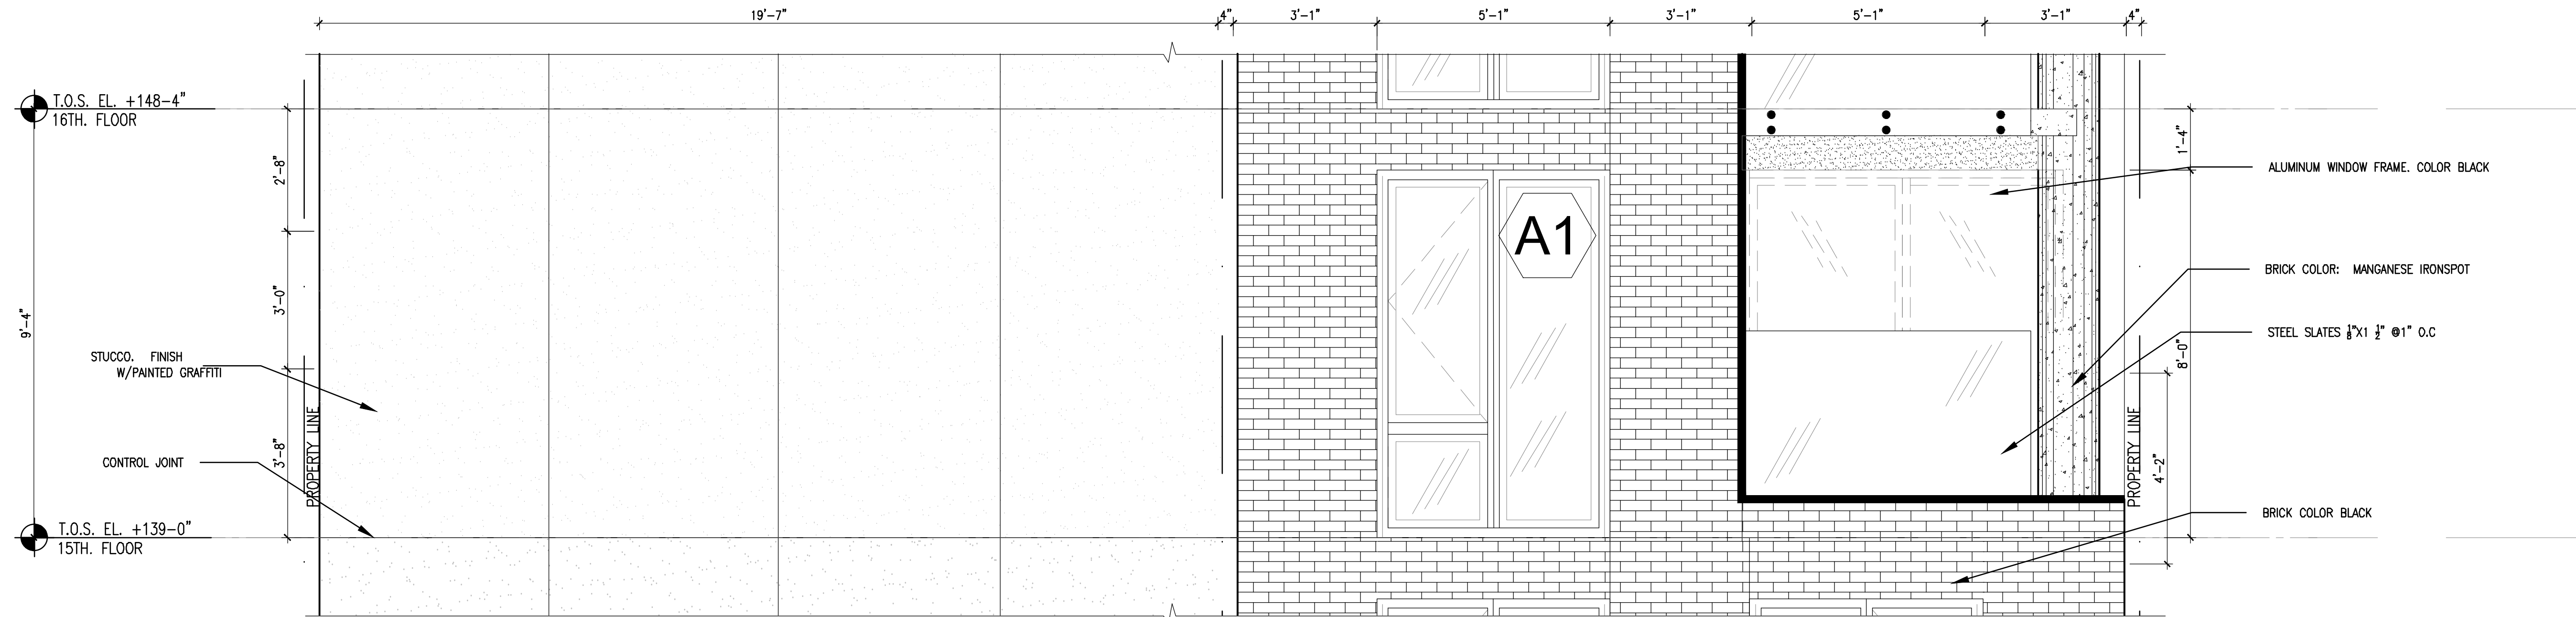 19'-7"
4"
3'-1"
5'-1"
3'-1"
5'-1"
3'-1"
4"
T.O.S. EL. +148-4"
16TH. FLOOR
2'-8"
3'-0"
3'-8"
9'-4"
STUCCO. FINISH
W/PAINTED GRAFFITI
CONTROL JOINT
PROPERTY LINE
T.O.S. EL. +139-0"
15TH. FLOOR
A1
1'-4"
8'-0"
4'-2"
PROPERTY LINE
ALUMINUM WINDOW FRAME. COLOR BLACK
BRICK COLOR: MANGANESE IRONSPOT
STEEL SLATES 1/8"X1 1/2" @1" O.C
BRICK COLOR BLACK